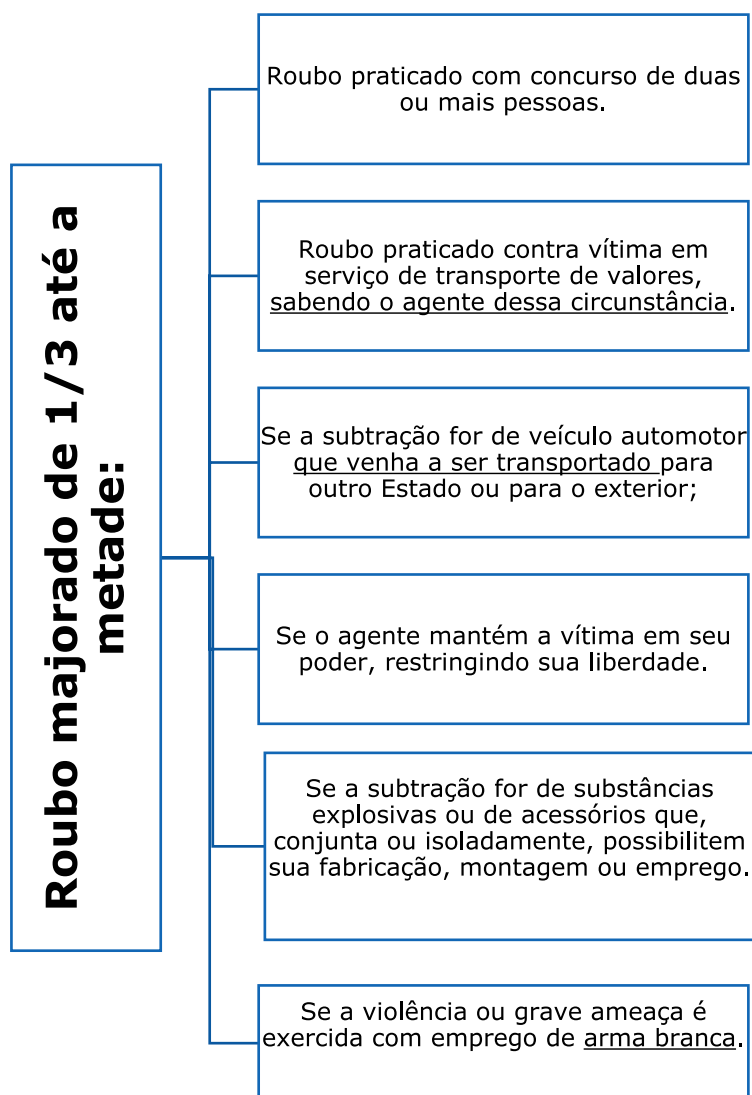 Roubo majorado de 1/3 até a
metade:
Roubo praticado com concurso de duas
ou mais pessoas.
Roubo praticado contra vítima em
serviço de transporte de valores,
sabendo o agente dessa circunstância.
Se a subtração for de veículo automotor
que venha a ser transportado para
outro Estado ou para o exterior;
Se o agente mantém a vítima em seu
poder, restringindo sua liberdade.
Se a subtração for de substâncias
explosivas ou de acessórios que,
conjunta ou isoladamente, possibilitem
sua fabricação, montagem ou emprego.
Se a violência ou grave ameaça é
exercida com emprego de arma branca.